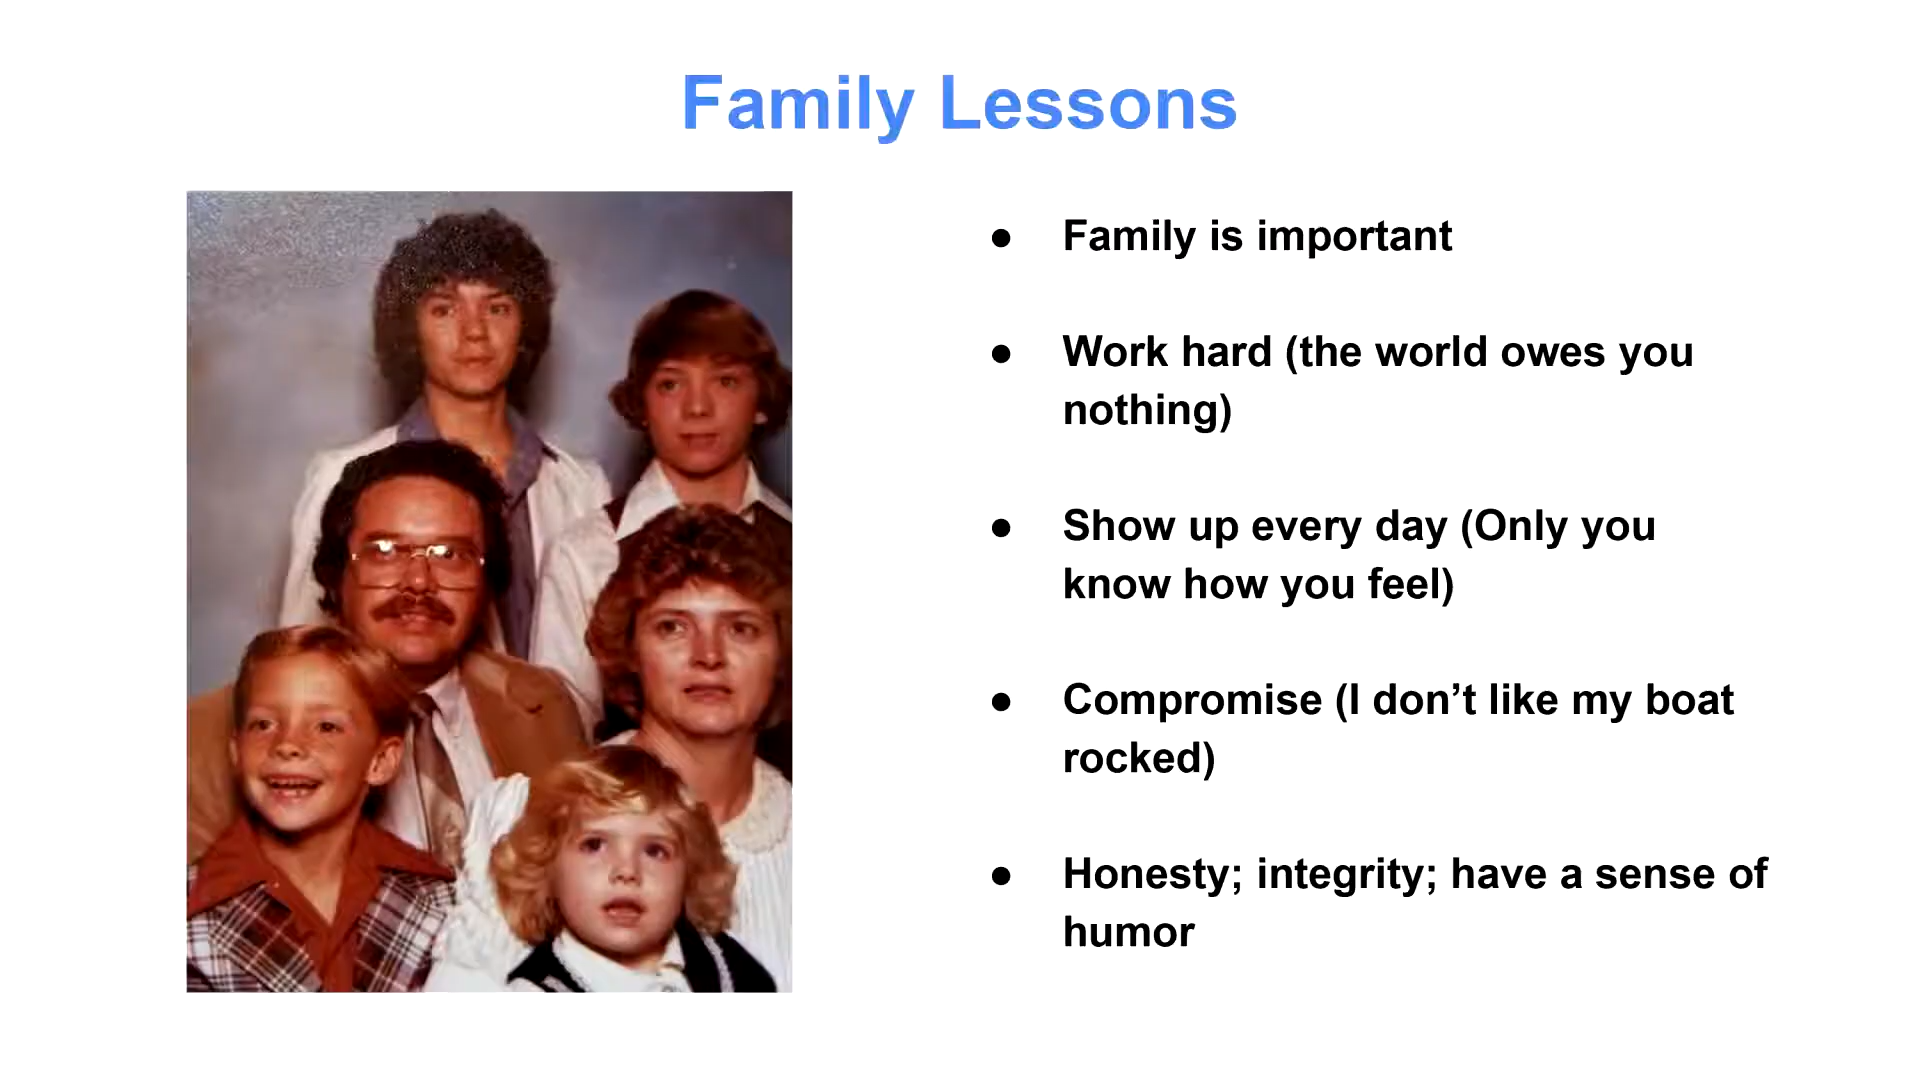 Family Lessons
● Family is important
● Work hard (the world owes you
nothing)
● Show up every day (Only you
know how you feel)
● Compromise (I don’t like my boat
rocked)
● Honesty; integrity; have a sense of
humor